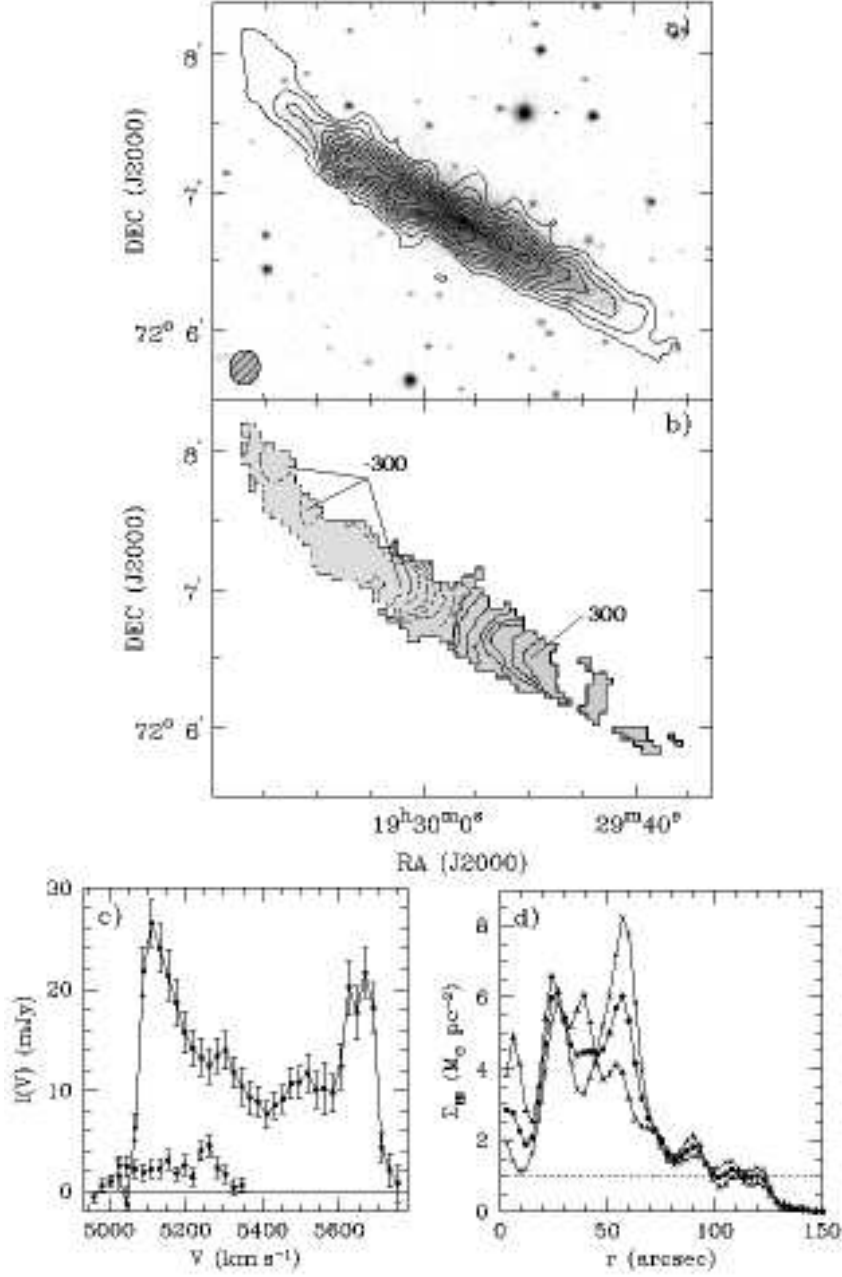 a)
8'
7'
72° 6'
DEC (J2000)
b)
-300
300
8'
7'
72° 6'
DEC (J2000)
19h30m0s
29m40s
RA (J2000)
c)
30
20
10
0
I(V) (mJy)
5000
5200
5400
5600
V (km s⁻¹)
d)
8
6
4
2
0
(M⊙ pc⁻²)
0
50
100
150
r (arcsec)